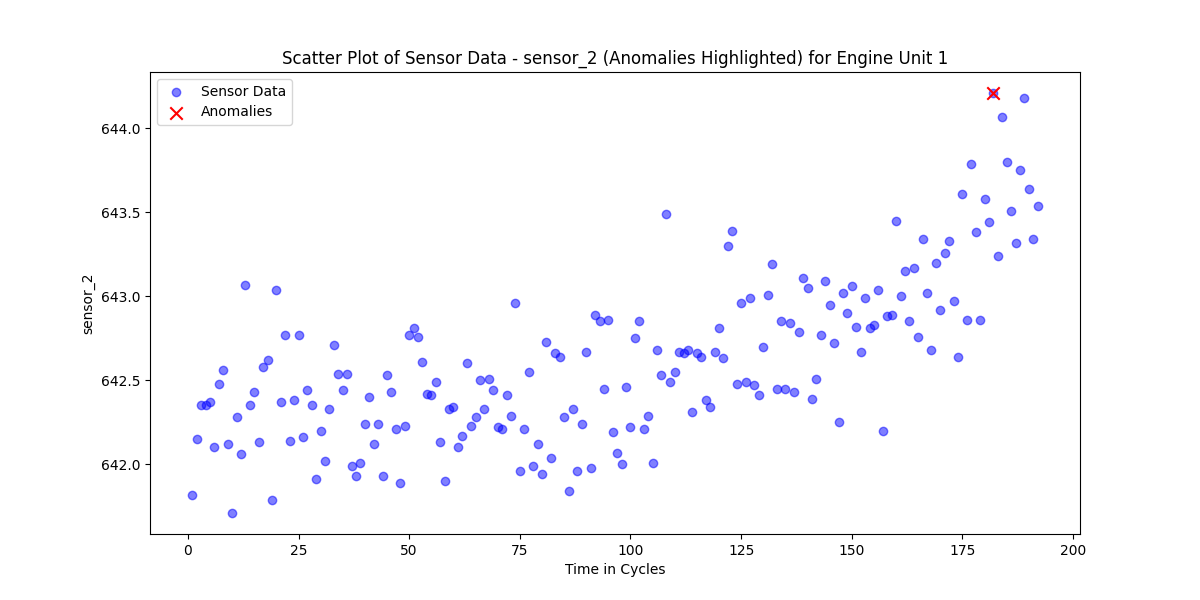 Scatter Plot of Sensor Data - sensor_2 (Anomalies Highlighted) for Engine Unit 1
Sensor Data
Anomalies
644.0
643.5
643.0
642.5
642.0
sensor_2
0 25 50 75 100 125 150 175 200
Time in Cycles